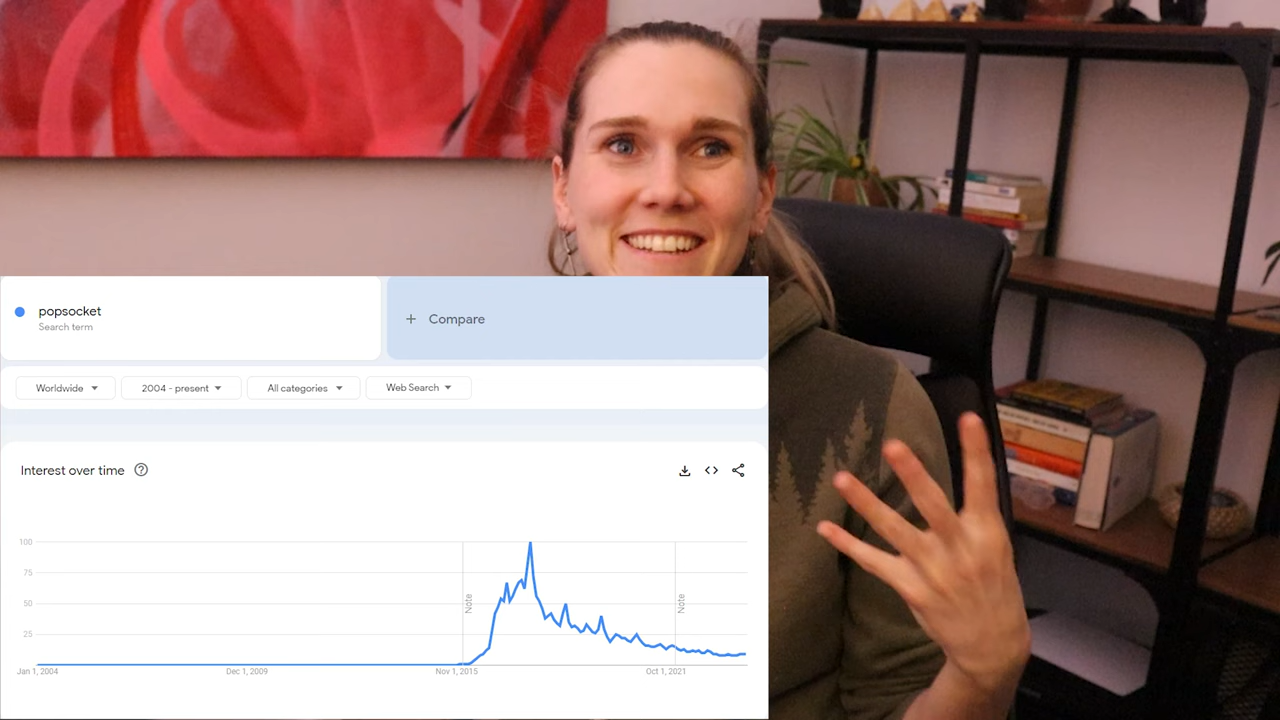 popsocket
Search term
+ Compare
Worldwide
2004 - present
All categories
Web Search
Interest over time
100
75
50
25
Note
Note
Jan 1, 2004
Dec 1, 2009
Nov 1, 2015
Oct 1, 2021